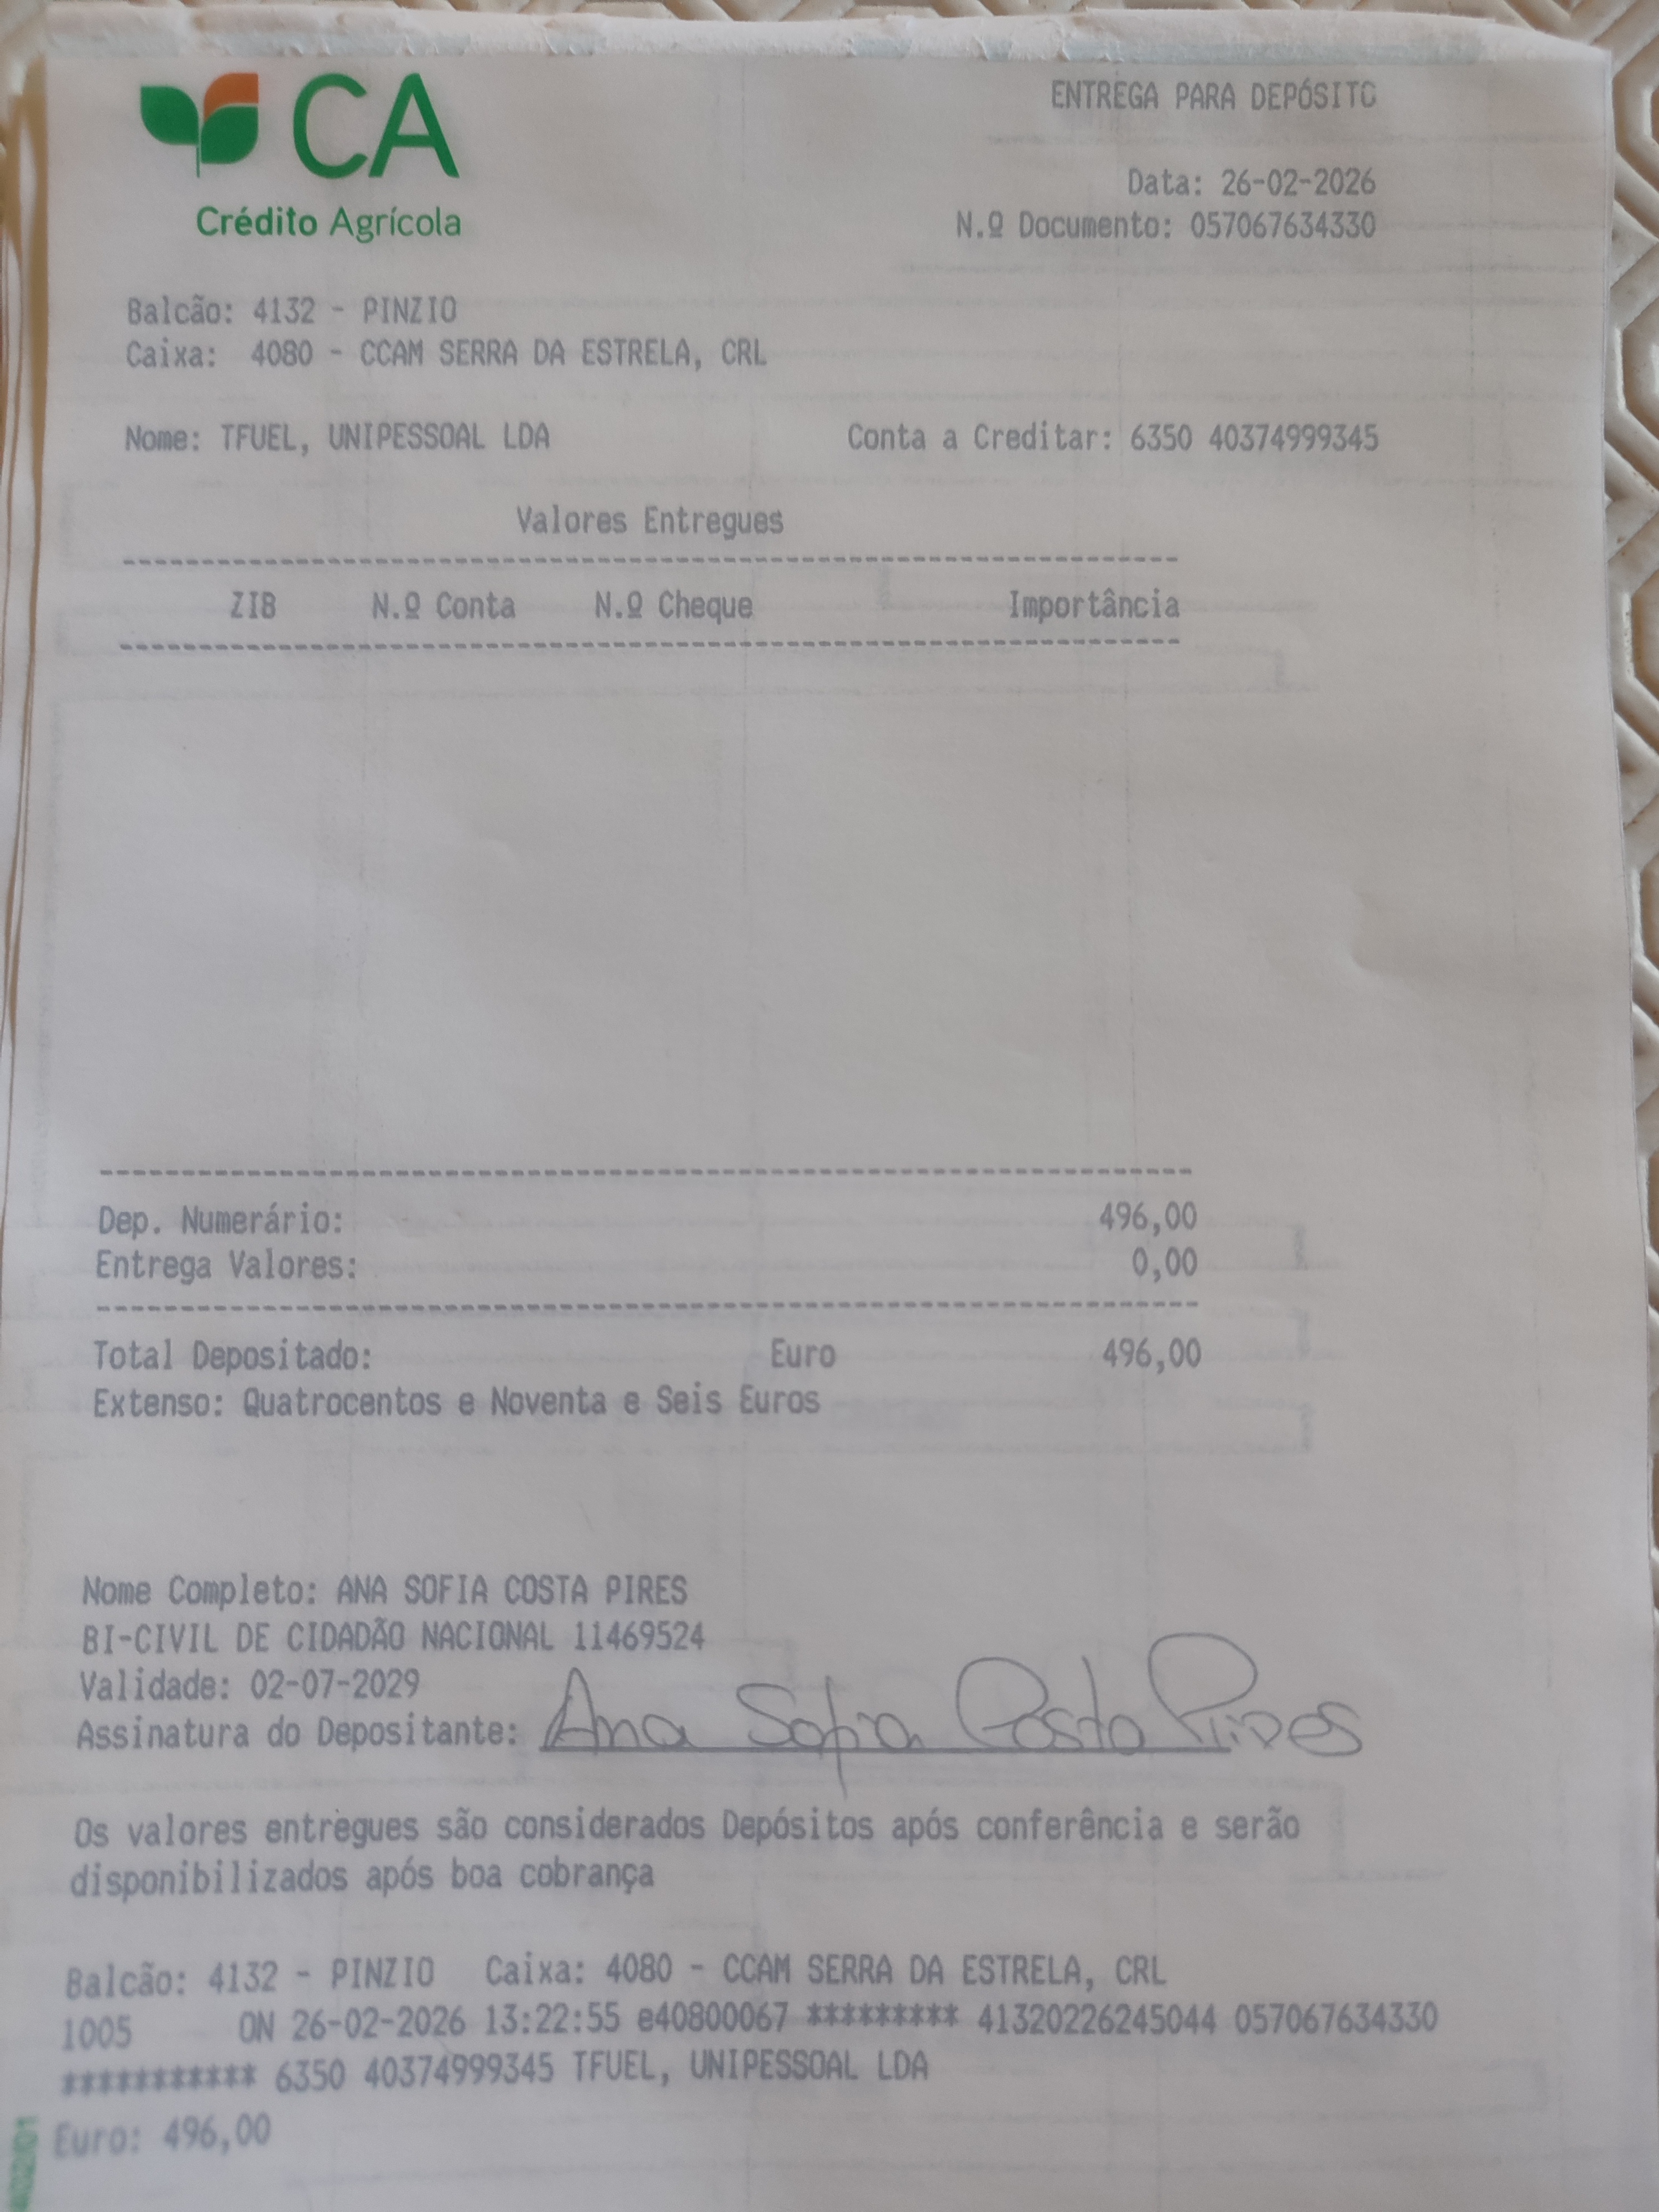 CA
ENTREGA PARA DEPÓSITO
Crédito Agrícola
Data: 26-02-2026
N.º Documento: 057067634330
Balcão: 4132 - PINZIO
Caixa: 4080 - CCAM SERRA DA ESTRELA, CRL
Nome: TFUEL, UNIPESSOAL LDA Conta a Creditar: 6350 40374999345
Valores Entregues
ZIB N.º Conta N.º Cheque Importância
Dep. Numerário: 496,00
Entrega Valores: 0,00
Total Depositado: Euro 496,00
Extenso: Quatrocentos e Noventa e Seis Euros
Nome Completo: ANA SOFIA COSTA PIRES
BI-CIVIL DE CIDADÃO NACIONAL 11469524
Validade: 02-07-2029
Assinatura do Depositante: Ana Sofia Costa Pires
Os valores entregues são considerados Depósitos após conferência e serão
disponibilizados após boa cobrança
Balcão: 4132 - PINZIO Caixa: 4080 - CCAM SERRA DA ESTRELA, CRL
1005 ON 26-02-2026 13:22:55 e40800067 ********* 41320226245044 057067634330
*********** 6350 40374999345 TFUEL, UNIPESSOAL LDA
Euro: 496,00